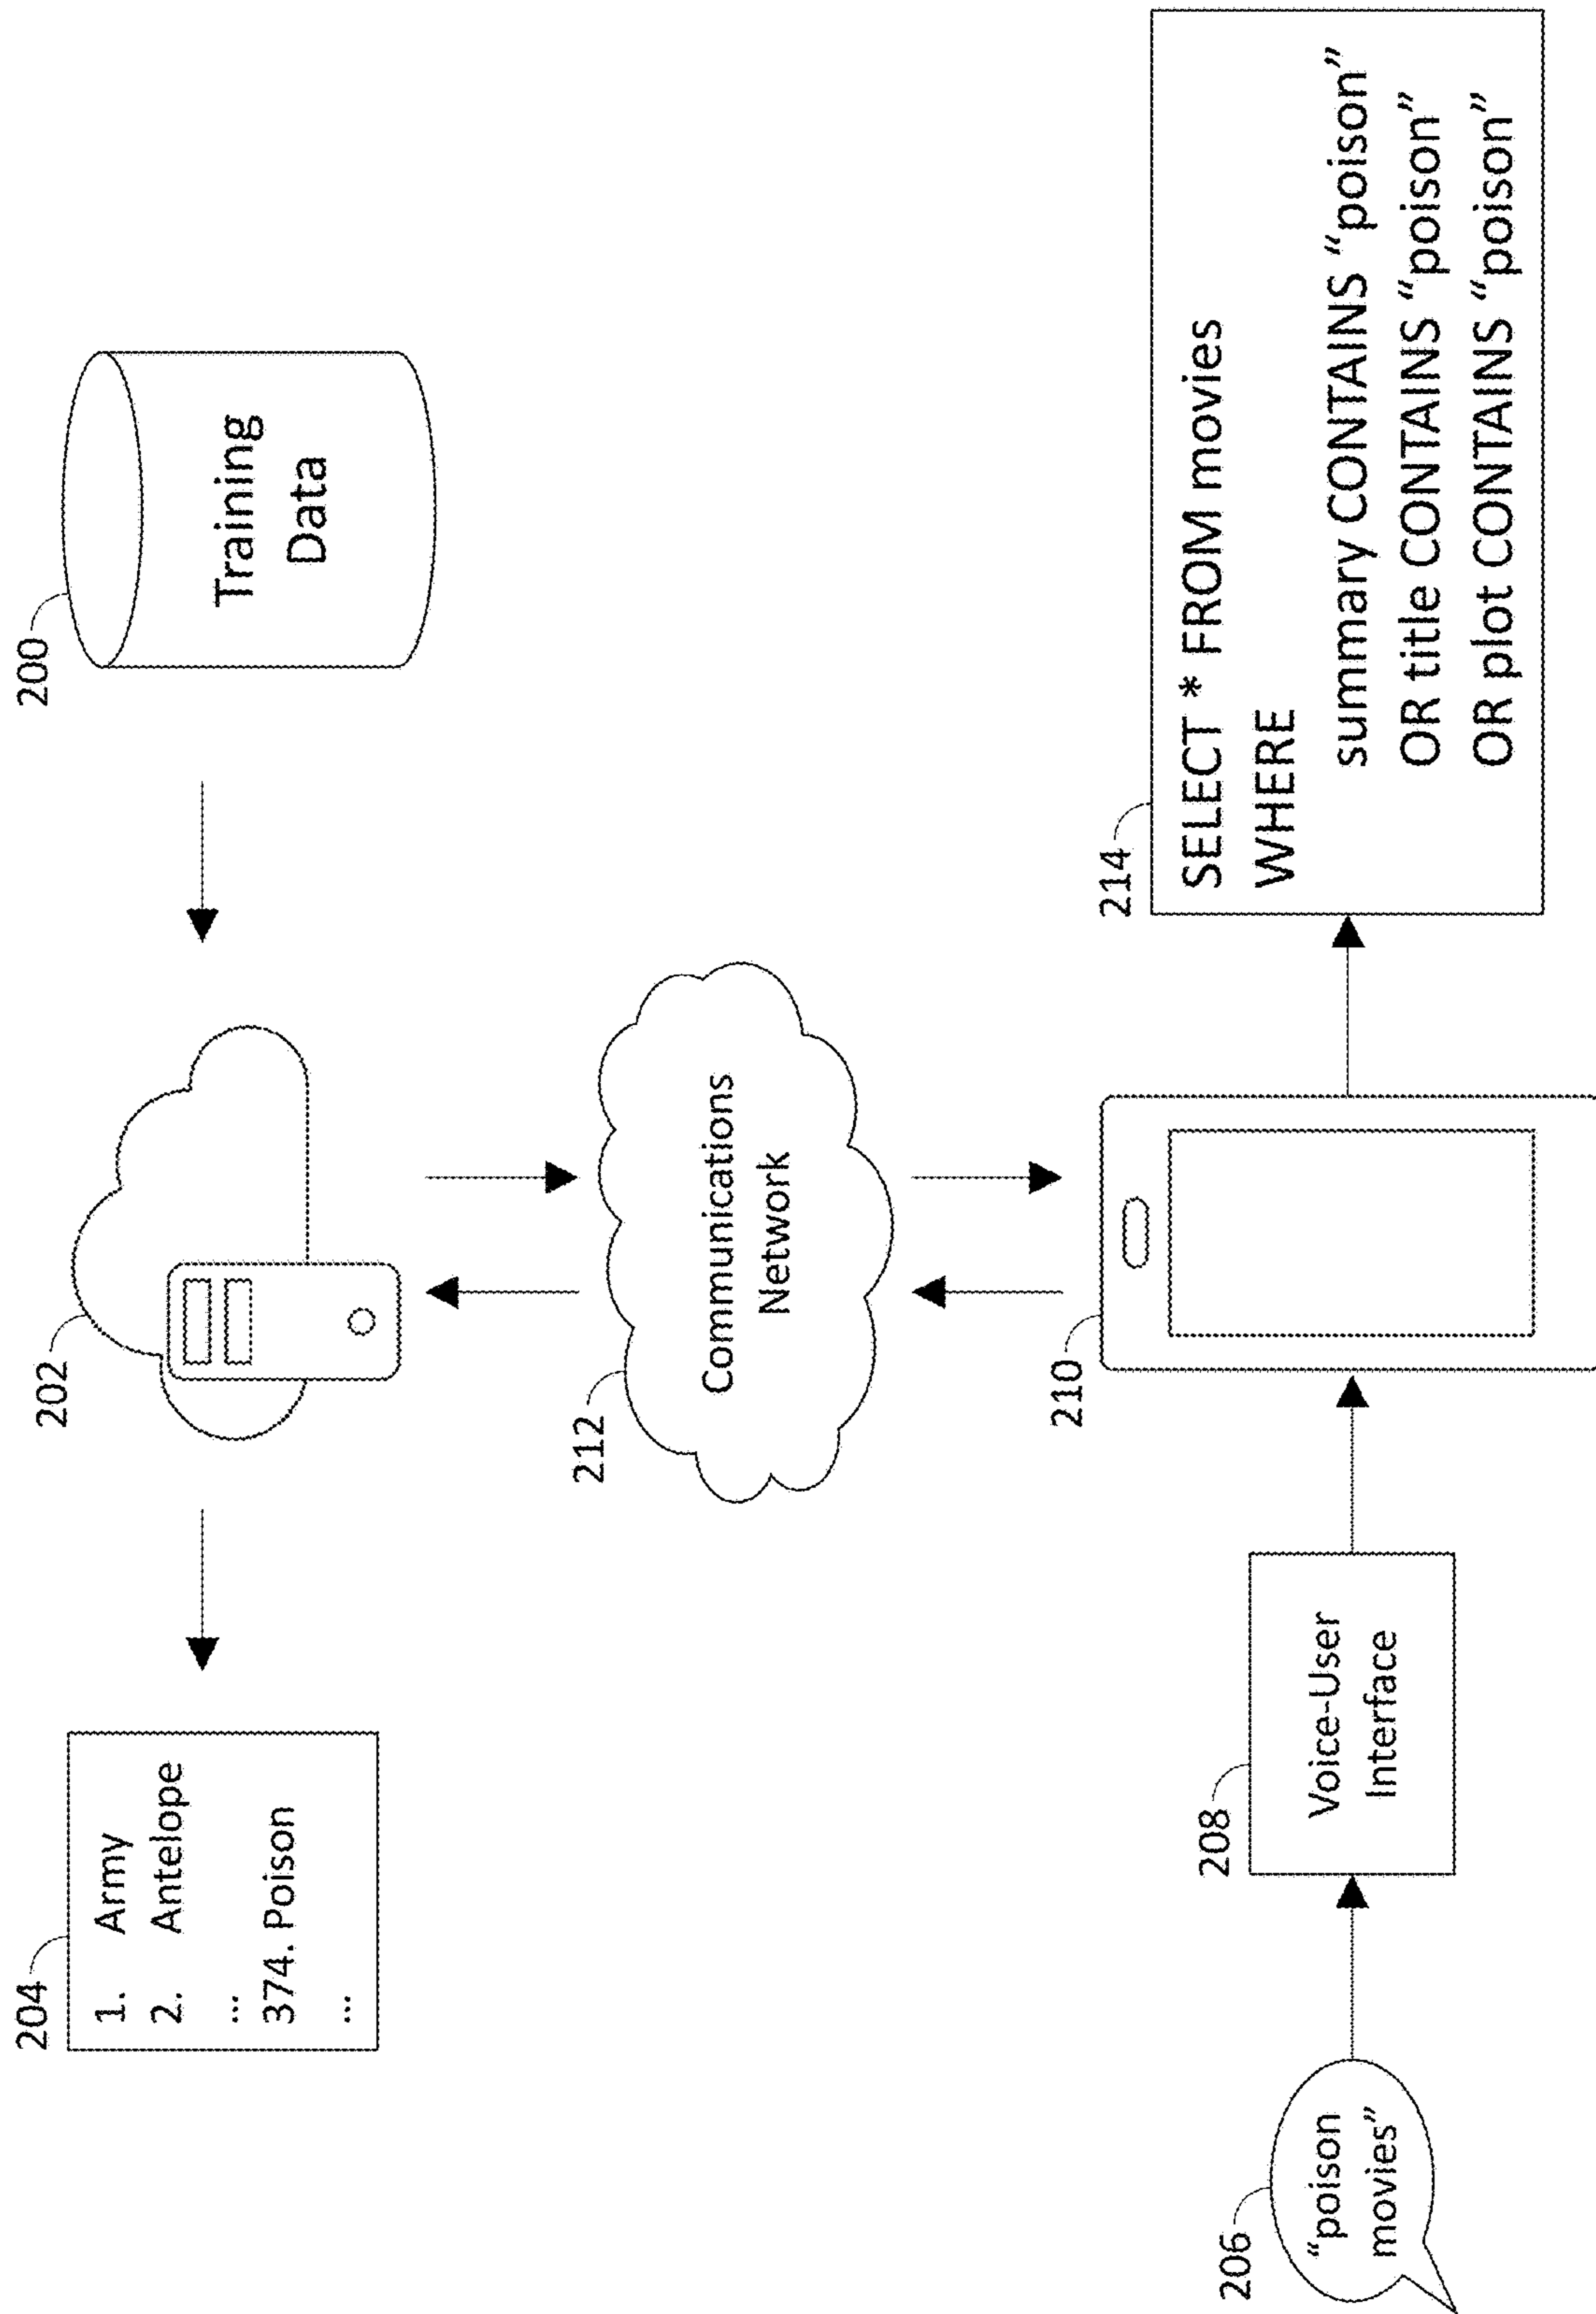 204
1. Army
2. Antelope
...
374. Poison
...
202
200
Training
Data
212
Communications
Network
206
“poison
movies”
208
Voice-User
Interface
210
214
SELECT * FROM movies
WHERE
summary CONTAINS “poison”
OR title CONTAINS “poison”
OR plot CONTAINS “poison”